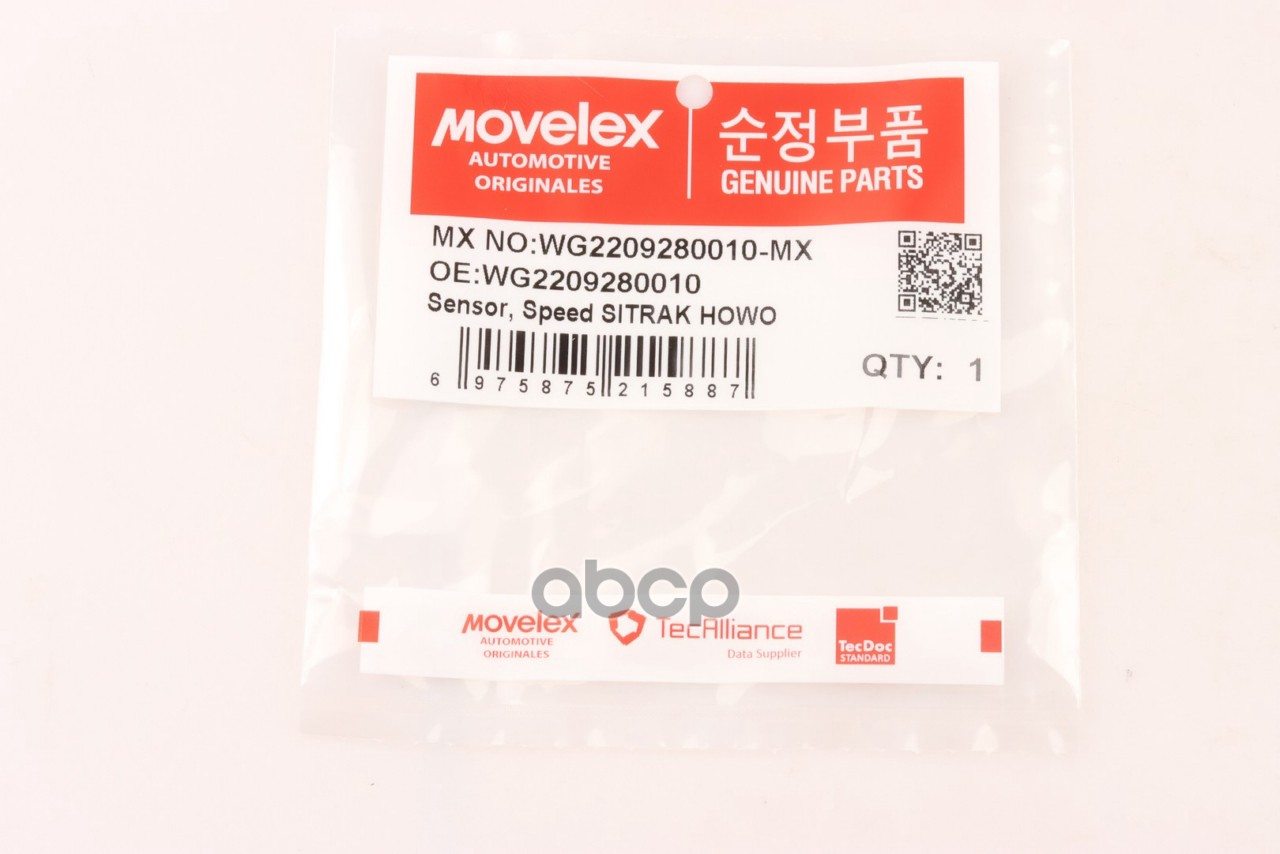 Movelex
AUTOMOTIVE
ORIGINALES
순정부품
GENUINE PARTS
MX NO:WG2209280010-MX
OE:WG2209280010
Sensor, Speed SITRAK HOWO
6 975875 215887
QTY: 1
abcp
Movelex
AUTOMOTIVE
ORIGINALES
TecAlliance
Data Supplier
TecDoc
STANDARD